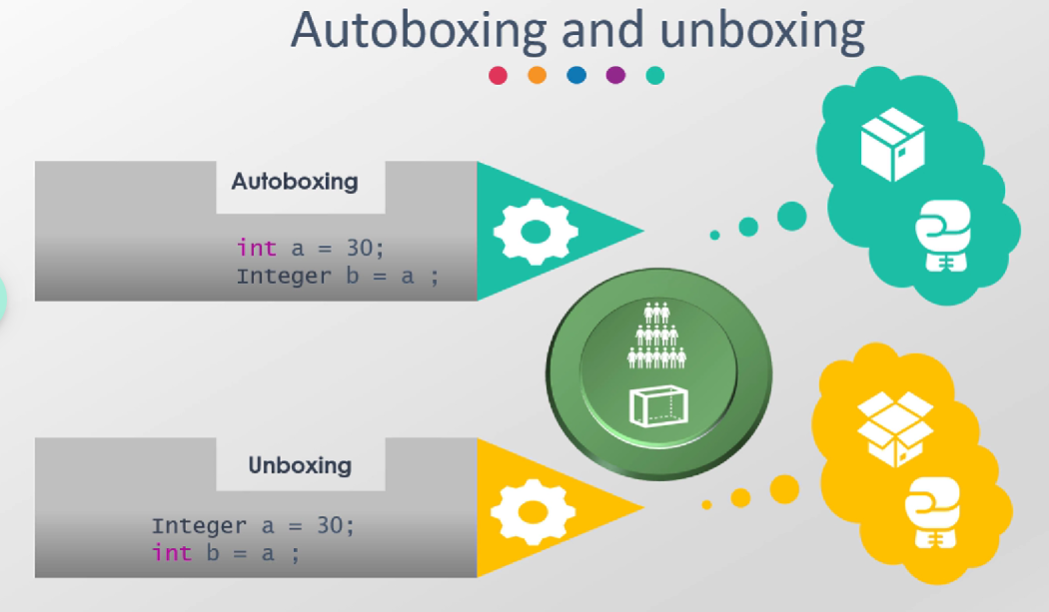 Autoboxing and unboxing
Autoboxing
int a = 30;
Integer b = a ;
Unboxing
Integer a = 30;
int b = a ;